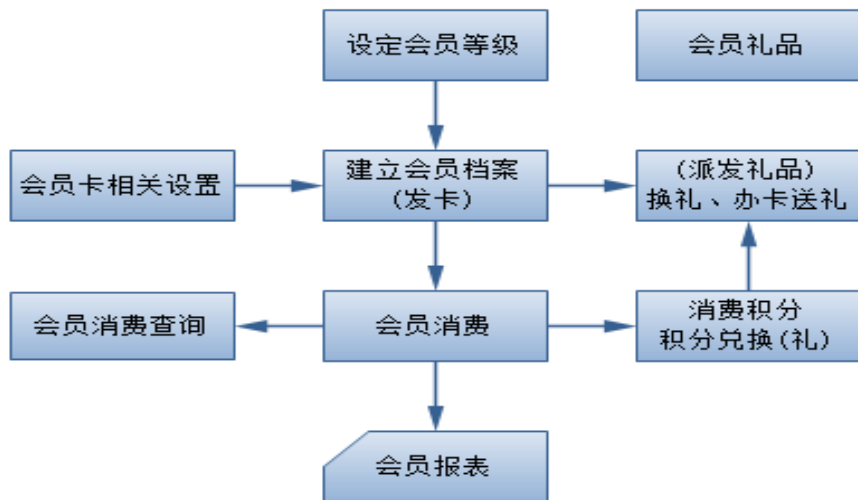 设定会员等级
会员礼品
会员卡相关设置
建立会员档案
(发卡)
(派发礼品)
换礼、办卡送礼
会员消费查询
会员消费
消费积分
积分兑换(礼)
会员报表